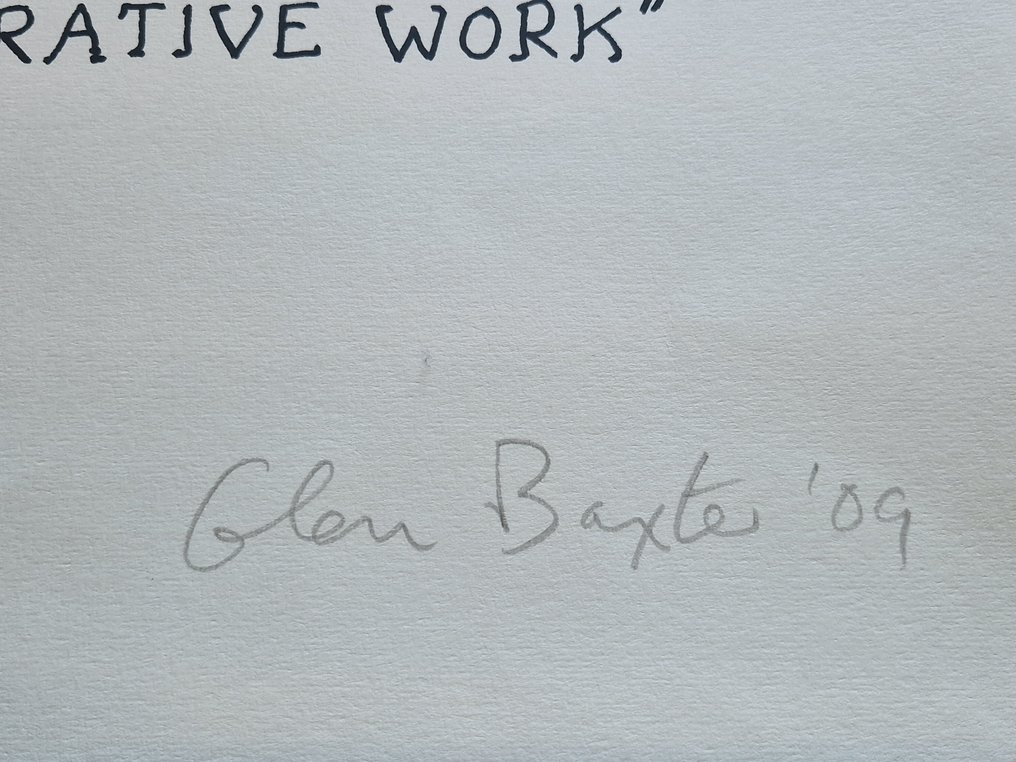 RATIVE WORK"
Glen Baxter '09